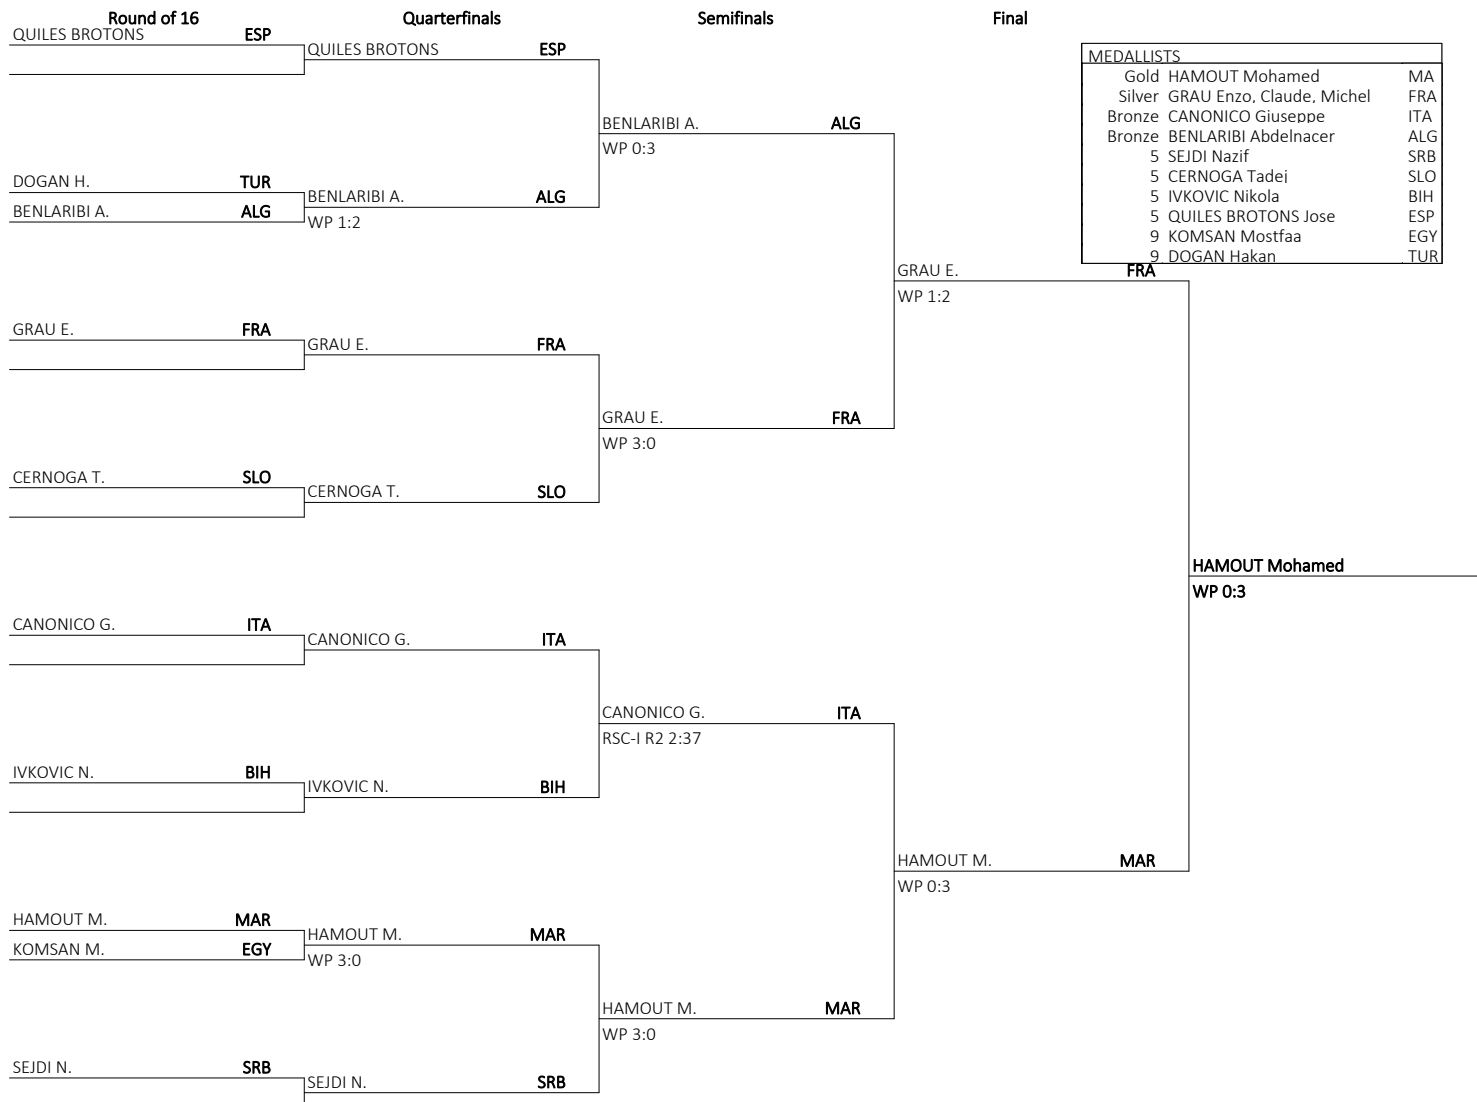 Round of 16 Quarterfinals Semifinals Final
QUILES BROTONS ESP
QUILES BROTONS ESP
MEDALLISTS
Gold HAMOUT Mohamed MA
Silver GRAU Enzo, Claude, Michel FRA
Bronze CANONICO Giuseppe ITA
Bronze BENLARIBI Abdelnacer ALG
5 SEJDI Nazif SRB
5 CERNOGA Tadej SLO
5 IVKOVIC Nikola BIH
5 QUILES BROTONS Jose ESP
9 KOMSAN Mostfaa EGY
9 DOGAN Hakan TUR
BENLARIBI A. ALG
WP 0:3
DOGAN H. TUR
BENLARIBI A. ALG
BENLARIBI A. ALG
WP 1:2
GRAU E. FRA
WP 1:2
GRAU E. FRA
GRAU E. FRA
GRAU E. FRA
WP 3:0
CERNOGA T. SLO
CERNOGA T. SLO
HAMOUT Mohamed
WP 0:3
CANONICO G. ITA
CANONICO G. ITA
CANONICO G. ITA
RSC-I R2 2:37
IVKOVIC N. BIH
IVKOVIC N. BIH
HAMOUT M. MAR
WP 0:3
HAMOUT M. MAR
KOMSAN M. EGY
HAMOUT M. MAR
WP 3:0
HAMOUT M. MAR
WP 3:0
SEJDI N. SRB
SEJDI N. SRB